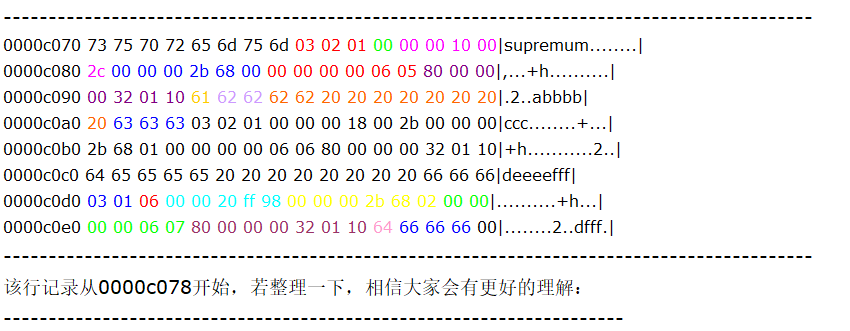 ------------------------------------------------------------------------------------------
0000c070 73 75 70 72 65 6d 75 6d 03 02 01 00 00 00 10 00|supremum........|
0000c080 2c 00 00 00 2b 68 00 00 00 00 00 06 05 80 00 00|,...+h..........|
0000c090 00 32 01 10 61 62 62 62 62 20 20 20 20 20 20 20|.2..abbbb|
0000c0a0 20 63 63 63 03 02 01 00 00 00 18 00 2b 00 00 00|ccc........+...|
0000c0b0 2b 68 01 00 00 00 00 06 06 80 00 00 00 32 01 10|+h...........2..|
0000c0c0 64 65 65 65 65 20 20 20 20 20 20 20 20 66 66 66|deeeefff|
0000c0d0 03 01 06 00 00 20 ff 98 00 00 00 2b 68 02 00 00|..........+h...|
0000c0e0 00 00 06 07 80 00 00 00 32 01 10 64 66 66 66 00|........2..dfff.|
------------------------------------------------------------------------------------------
该行记录从0000c078开始，若整理一下，相信大家会有更好的理解：
---------------------------------------------------------------------